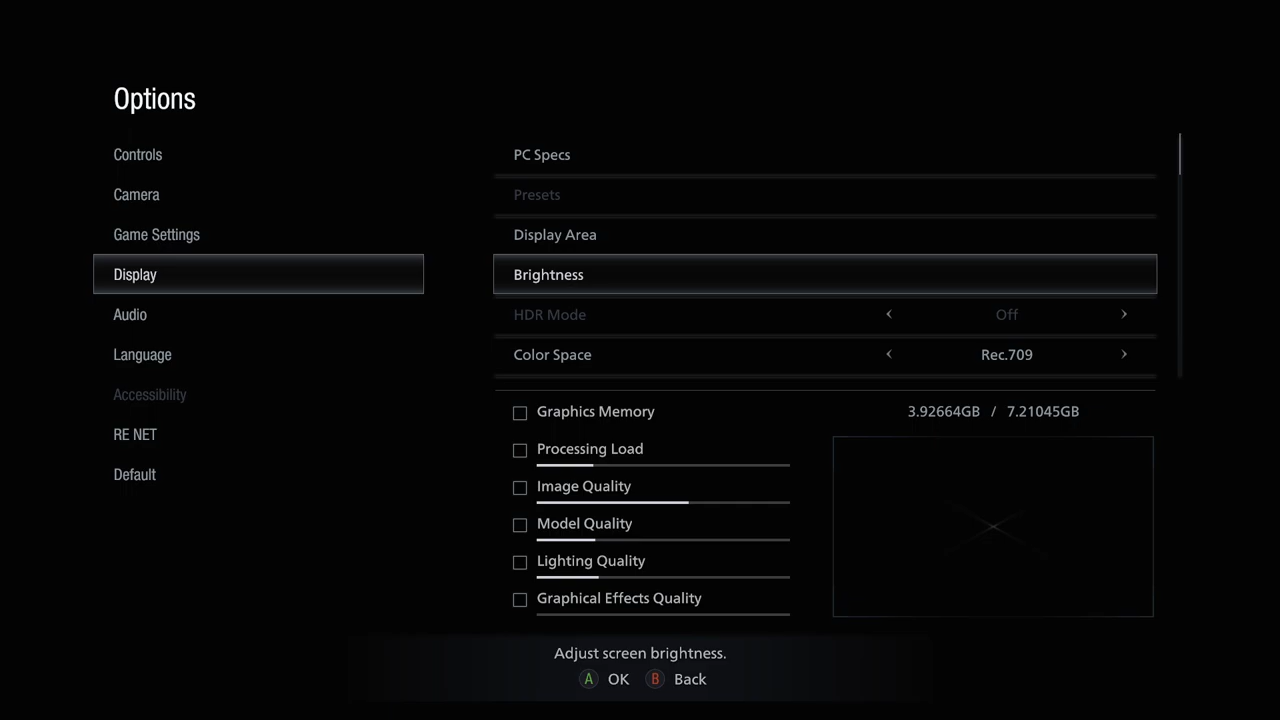 Options
Controls
Camera
Game Settings
Display
Audio
Language
Accessibility
RE NET
Default
PC Specs
Presets
Display Area
Brightness
HDR Mode < Off >
Color Space < Rec.709 >
Graphics Memory 3.92664GB / 7.21045GB
Processing Load
Image Quality
Model Quality
Lighting Quality
Graphical Effects Quality
Adjust screen brightness.
A OK B Back